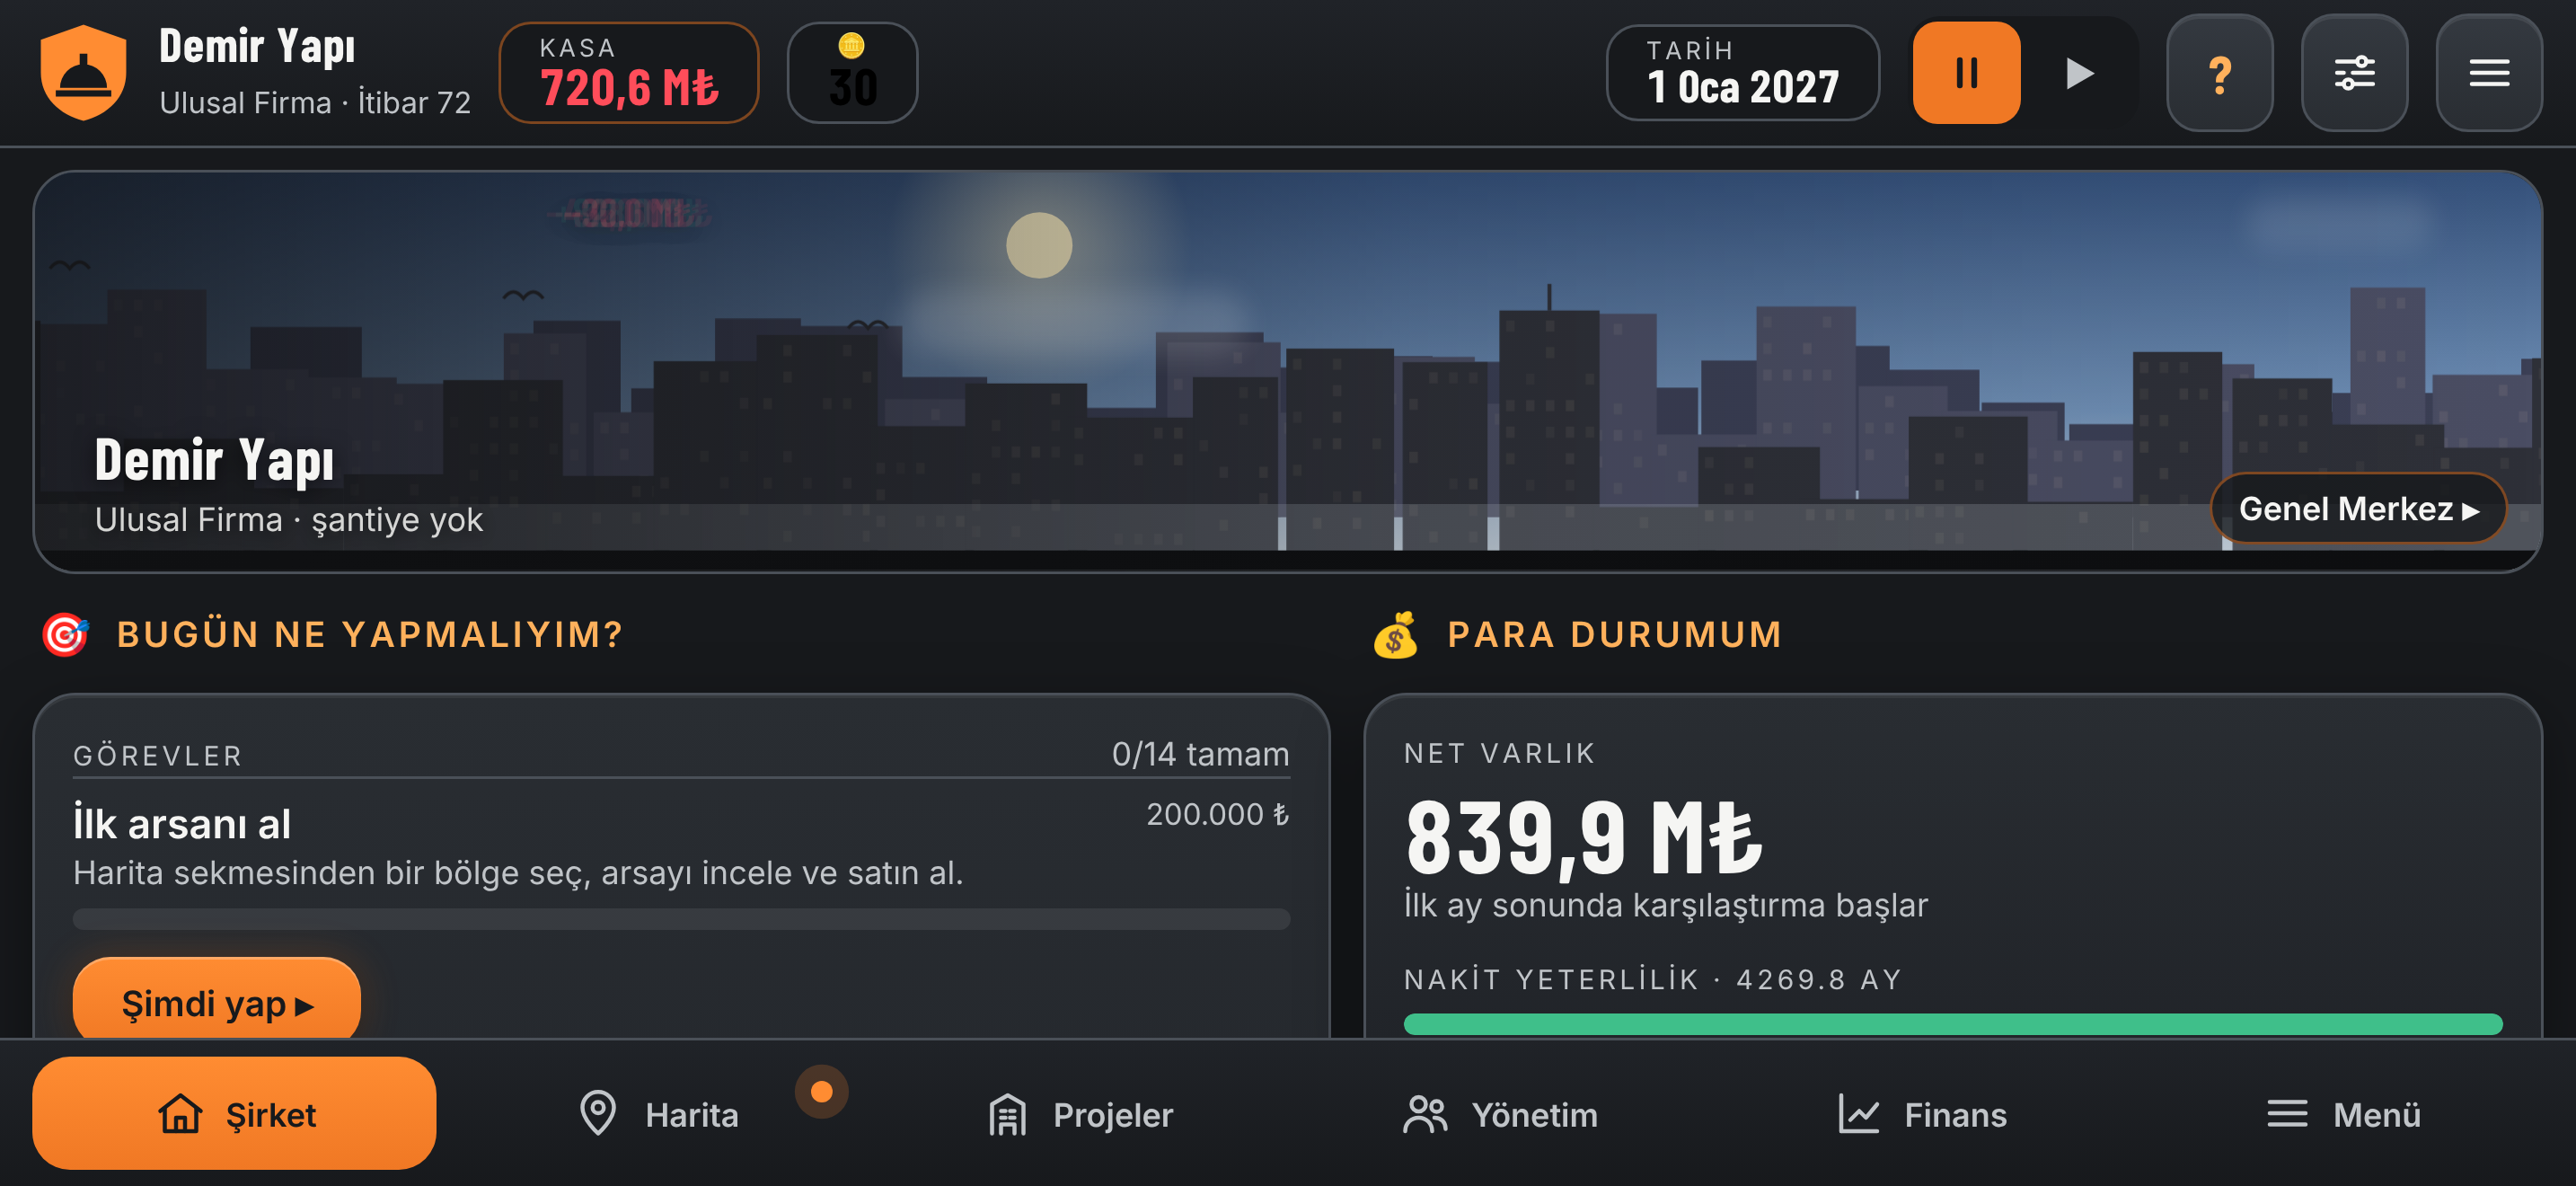 Demir Yapı
Ulusal Firma · İtibar 72
KASA
720,6 M₺
30
TARİH
1 Oca 2027
?
Demir Yapı
Ulusal Firma · şantiye yok
Genel Merkez ▸
BUGÜN NE YAPMALIYIM?
PARA DURUMUM
GÖREVLER
0/14 tamam
İlk arsanı al
200.000 ₺
Harita sekmesinden bir bölge seç, arsayı incele ve satın al.
Şimdi yap ▸
NET VARLIK
839,9 M₺
İlk ay sonunda karşılaştırma başlar
NAKİT YETERLİLİK · 4269.8 AY
Şirket
Harita
Projeler
Yönetim
Finans
Menü